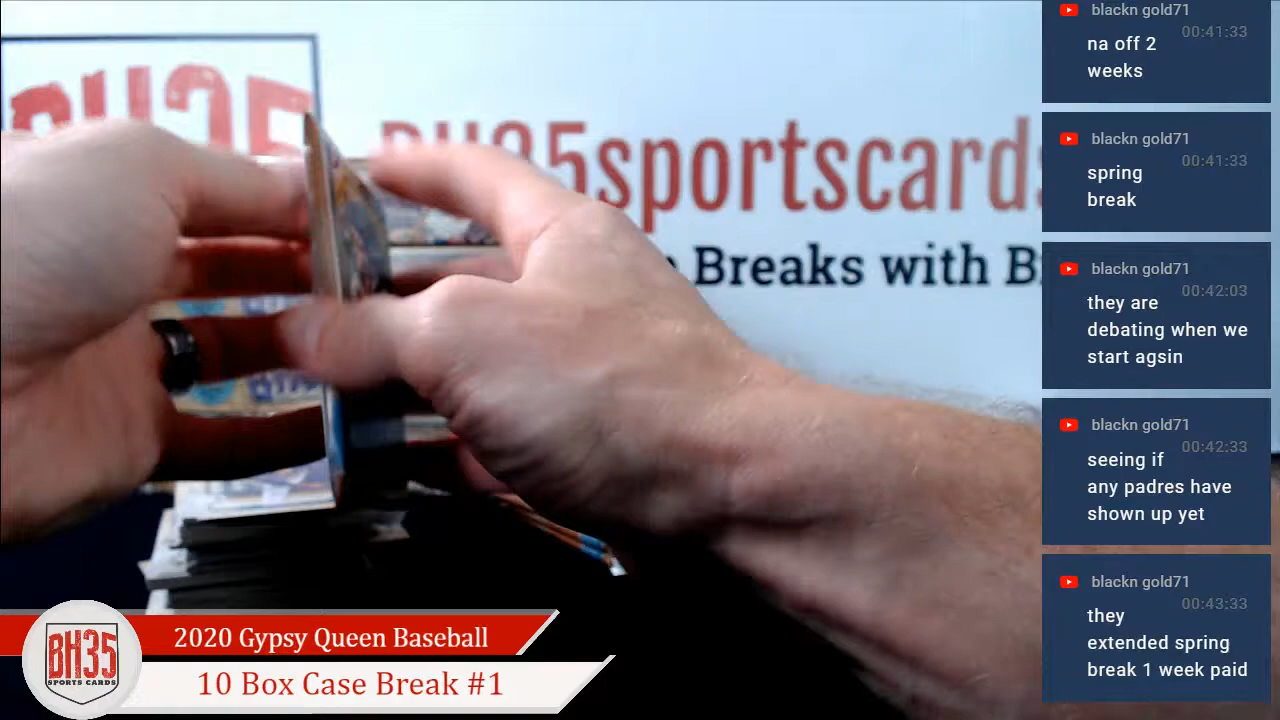 BH35
BH35sportscards
Breaks with B
blackn gold71
00:41:33
na off 2
weeks
blackn gold71
00:41:33
spring
break
blackn gold71
00:42:03
they are
debating when we
start agsin
blackn gold71
00:42:33
seeing if
any padres have
shown up yet
blackn gold71
00:43:33
they
extended spring
break 1 week paid
2020 Gypsy Queen Baseball
10 Box Case Break #1
BH35
SPORTS CARDS